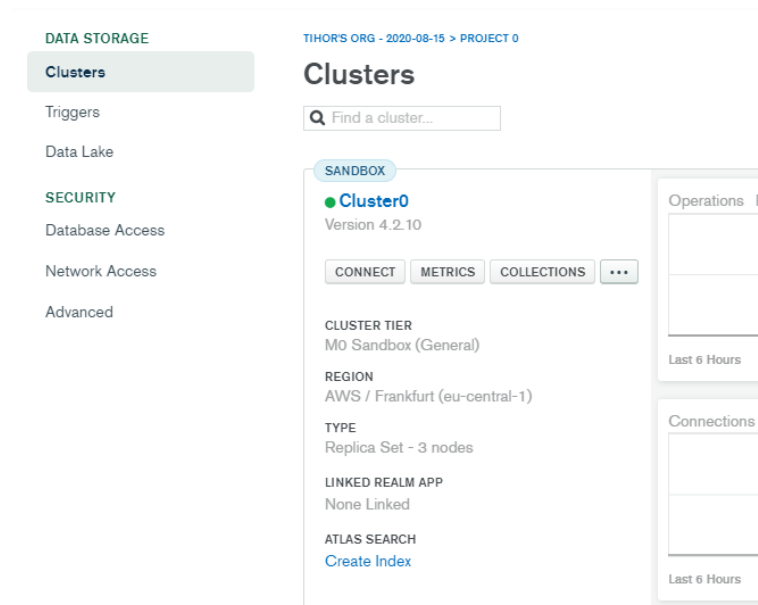 DATA STORAGE
Clusters
Triggers
Data Lake
SECURITY
Database Access
Network Access
Advanced
TIHOR'S ORG - 2020-08-15 > PROJECT 0
Clusters
Find a cluster...
SANDBOX
Cluster0
Version 4.2.10
CONNECT METRICS COLLECTIONS ...
CLUSTER TIER
M0 Sandbox (General)
REGION
AWS / Frankfurt (eu-central-1)
TYPE
Replica Set - 3 nodes
LINKED REALM APP
None Linked
ATLAS SEARCH
Create Index
Operations
Last 6 Hours
Connections
Last 6 Hours